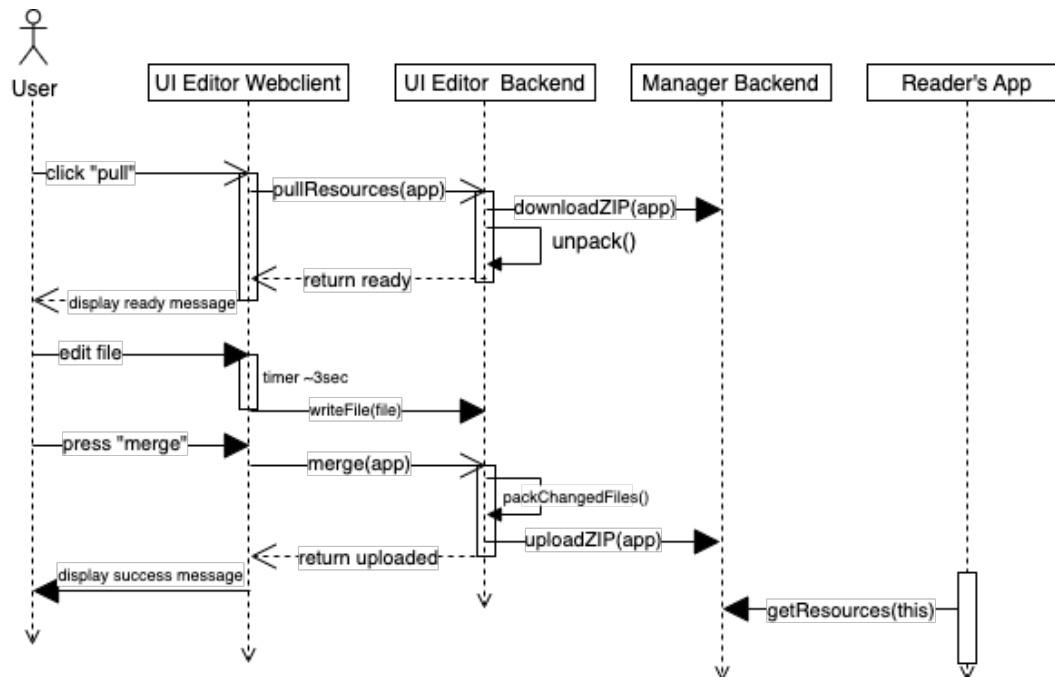 User
UI Editor Webclient
UI Editor Backend
Manager Backend
Reader's App
click "pull"
pullResources(app)
downloadZIP(app)
unpack()
return ready
display ready message
edit file
timer ~3sec
writeFile(file)
press "merge"
merge(app)
packChangedFiles()
uploadZIP(app)
return uploaded
display success message
getResources(this)